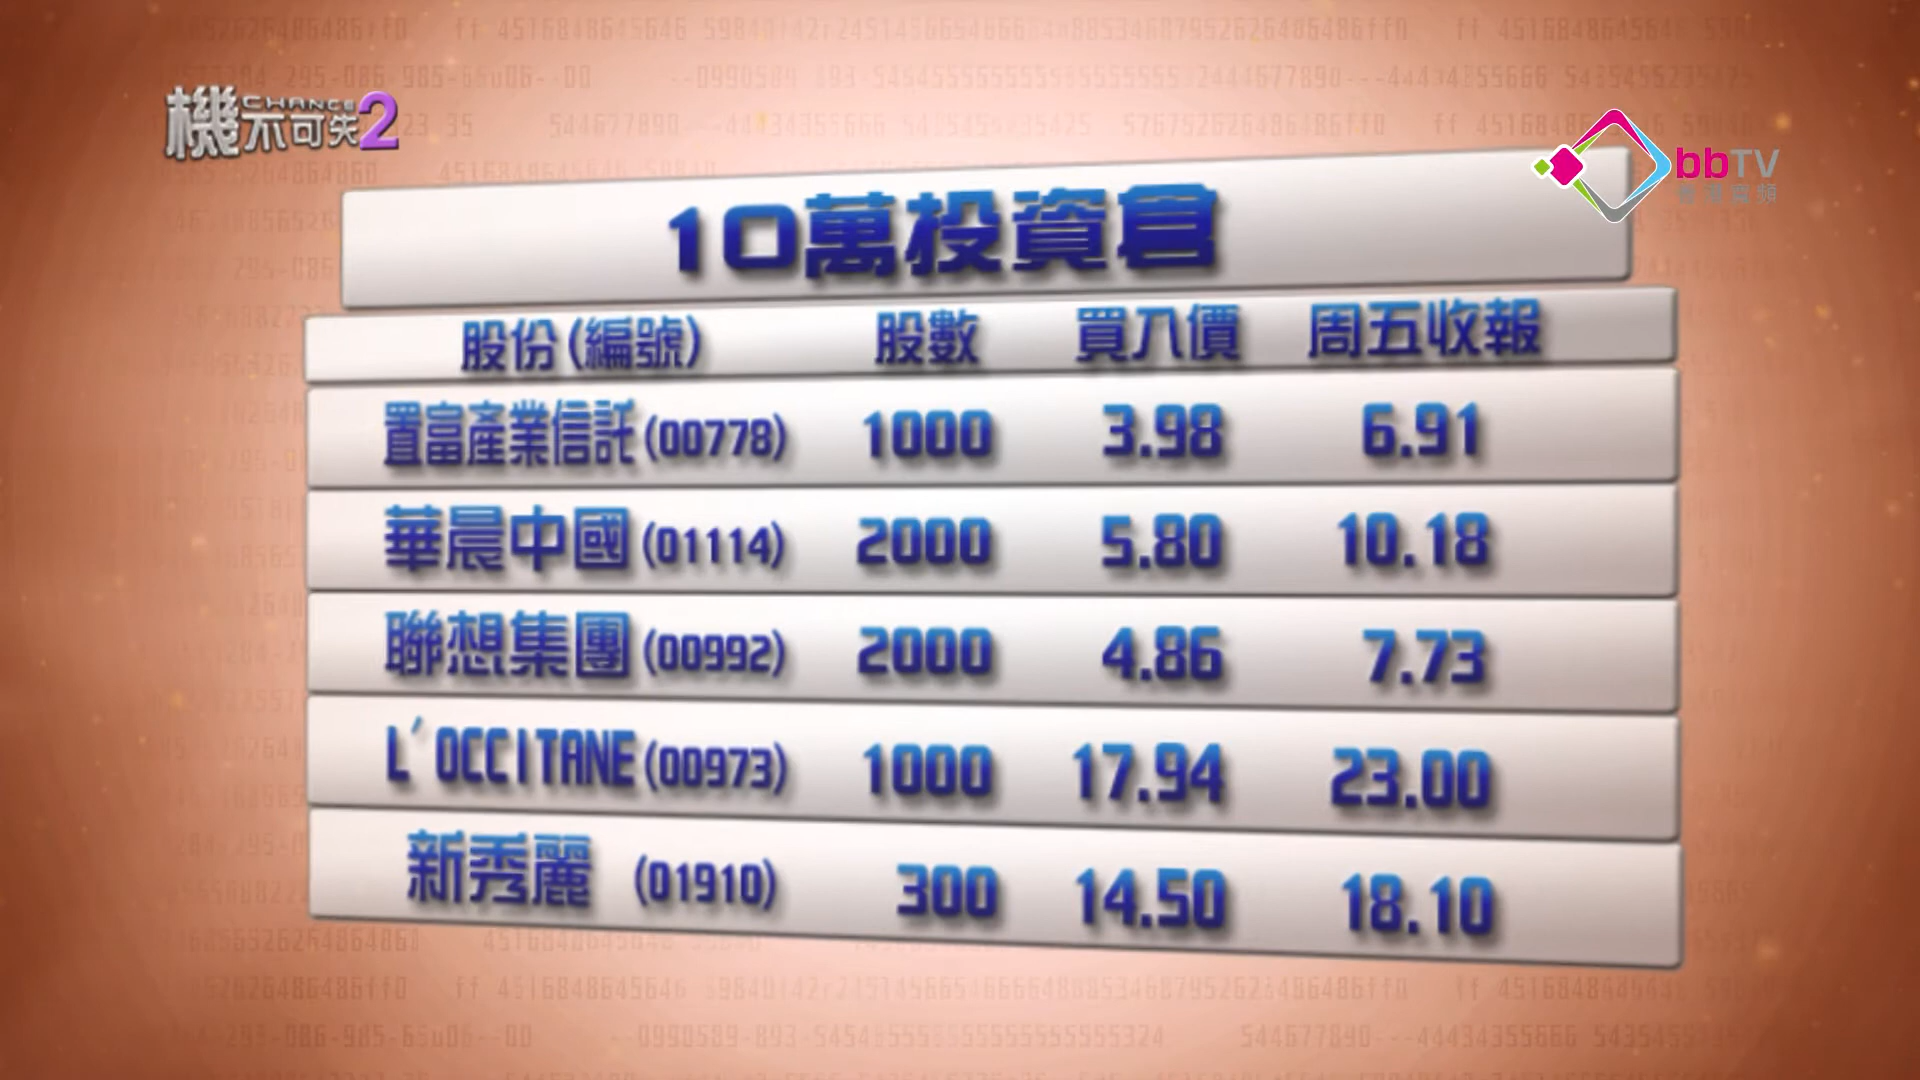 機不可失2
CHANCE
bbTV
香港寬頻
10萬投資倉
股份(編號) 股數 買入價 周五收報
置富產業信託(00778) 1000 3.98 6.91
華晨中國(01114) 2000 5.80 10.18
聯想集團(00992) 2000 4.86 7.73
L'OCCITANE(00973) 1000 17.94 23.00
新秀麗 (01910) 300 14.50 18.10